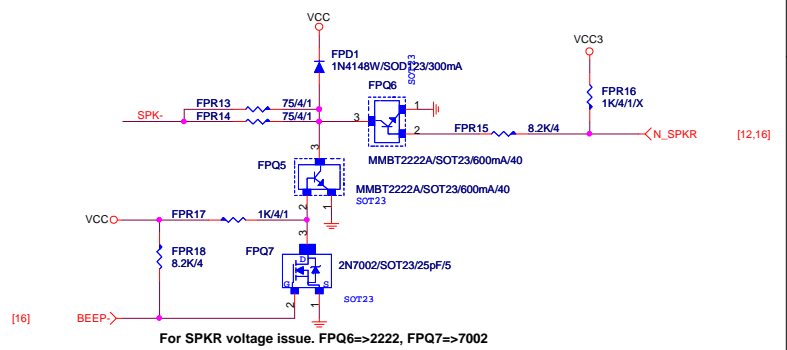 VCC
VCC3
FPD1
1N4148W/SOD123/300mA
SOT23
FPQ6
FPR16
1K/4/1/X
FPR13 75/4/1
SPK-
FPR14 75/4/1
3
1
2
FPR15 8.2K/4
N_SPKR [12,16]
MMBT2222A/SOT23/600mA/40
3
FPQ5
MMBT2222A/SOT23/600mA/40
SOT23
2
1
VCC
FPR17 1K/4/1
3
FPR18
8.2K/4
FPQ7
D
2N7002/SOT23/25pF/5
G
S
SOT23
2
1
[16] BEEP-
For SPKR voltage issue. FPQ6=>2222, FPQ7=>7002